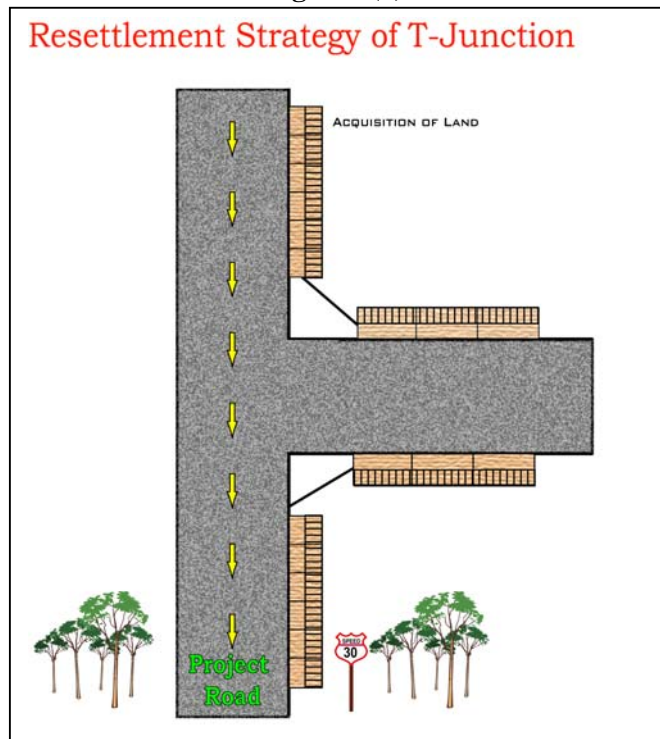 Resettlement Strategy of T-Junction
ACQUISITION OF LAND
SPEED
30
Project
Road